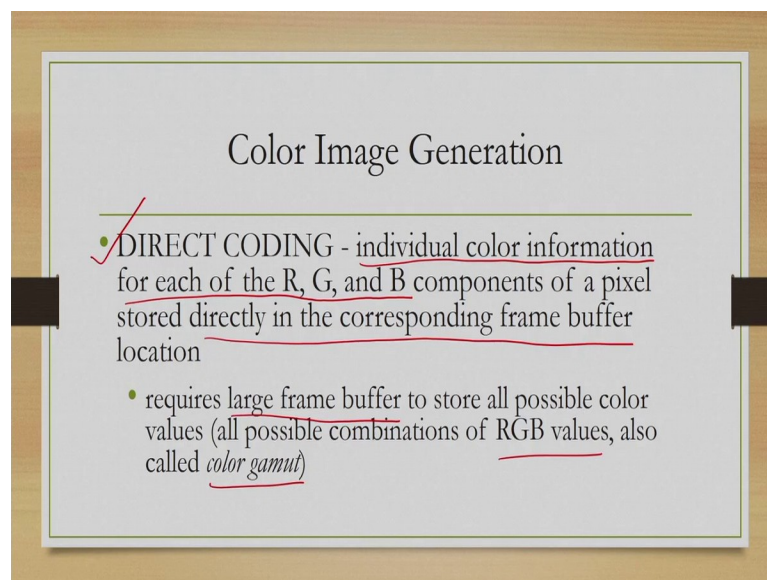 Color Image Generation
• DIRECT CODING - individual color information
for each of the R, G, and B components of a pixel
stored directly in the corresponding frame buffer
location
• requires large frame buffer to store all possible color
values (all possible combinations of RGB values, also
called color gamut)